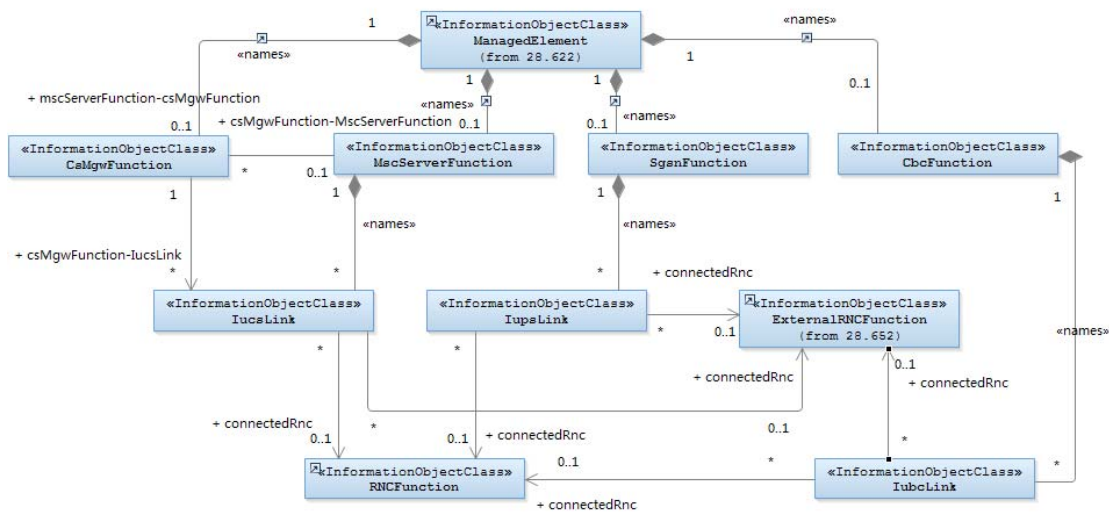 «InformationObjectClass»
ManagedElement
(from 28.622)
1
«names»
1
«names»
1
«names»
1
«names»
0..1
+ mscServerFunction-csMgwFunction
0..1
+ csMgwFunction-MscServerFunction
0..1
0..1
«InformationObjectClass»
CsMgwFunction
«InformationObjectClass»
MscServerFunction
«InformationObjectClass»
SgsnFunction
«InformationObjectClass»
CbcFunction
*
0..1
1
1
1
1
«names»
«names»
+ csMgwFunction-IucsLink
*
*
*
+ connectedRnc
«InformationObjectClass»
IucsLink
«InformationObjectClass»
IupsLink
«InformationObjectClass»
ExternalRNCFunction
(from 28.652)
«names»
*
*
*
0..1
0..1
+ connectedRnc
+ connectedRnc
+ connectedRnc
*
0..1
0..1
0..1
+ connectedRnc
*
0..1
*
*
«InformationObjectClass»
RNCFunction
«InformationObjectClass»
IubcLink
+ connectedRnc